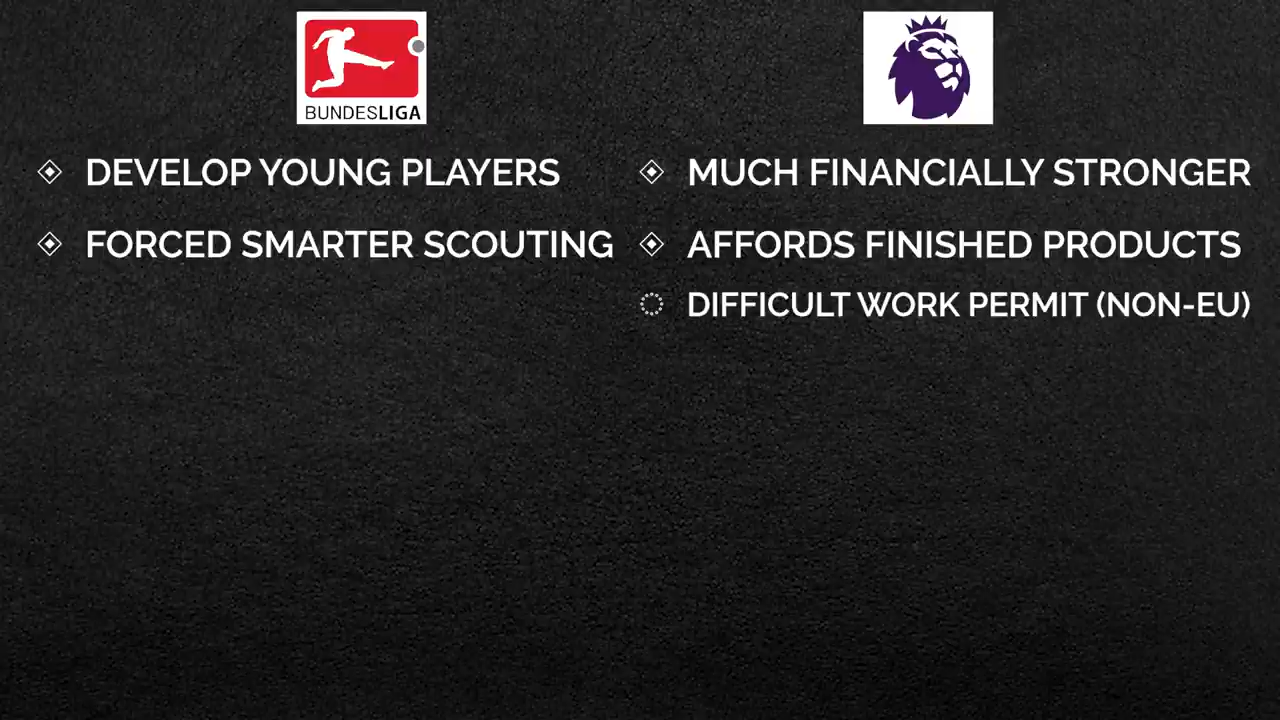 BUNDESLIGA
DEVELOP YOUNG PLAYERS
FORCED SMARTER SCOUTING
MUCH FINANCIALLY STRONGER
AFFORDS FINISHED PRODUCTS
DIFFICULT WORK PERMIT (NON-EU)